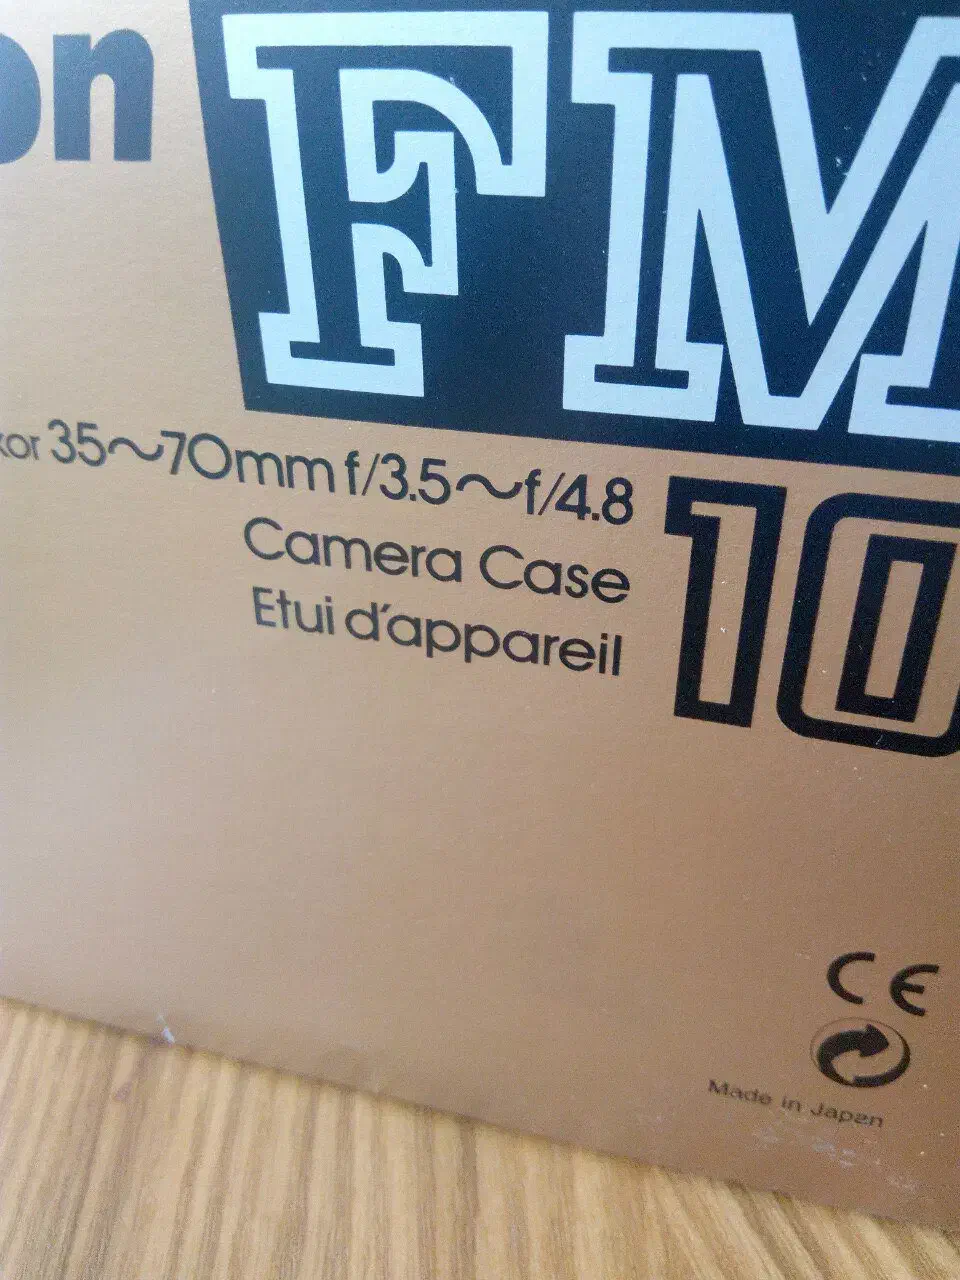 on FM
kor 35~70mm f/3.5~f/4.8
10
Camera Case
Etui d'appareil
CE
Made in Japan